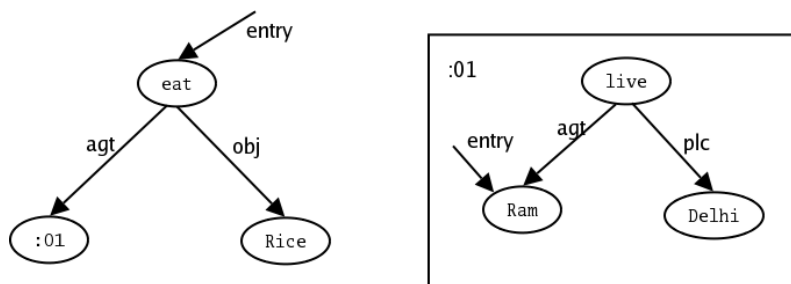 entry
eat
agt
obj
:01
Rice
:01
live
entry
agt
plc
Ram
Delhi